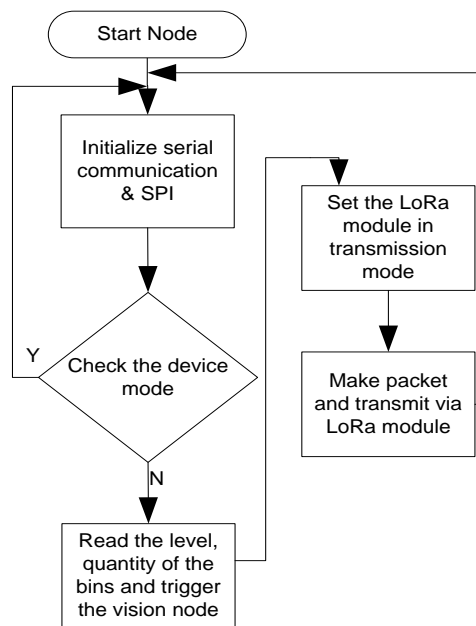 Start Node
Initialize serial
communication
& SPI
Check the device
mode
Y
N
Read the level,
quantity of the
bins and trigger
the vision node
Set the LoRa
module in
transmission
mode
Make packet
and transmit via
LoRa module